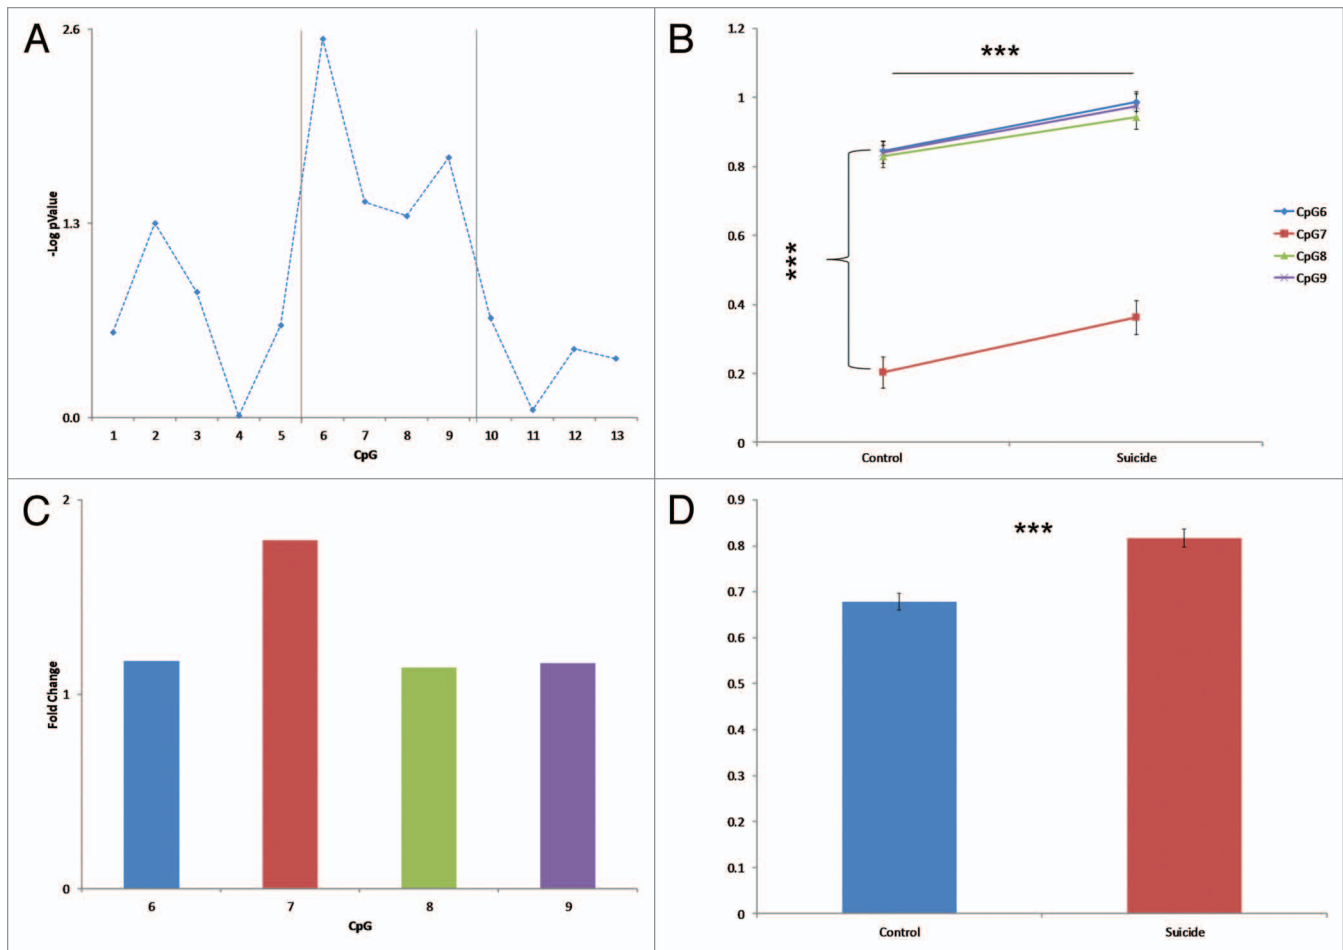 A
2.6
1.3
0.0
-Log pValue
1 2 3 4 5 6 7 8 9 10 11 12 13
CpG
B
1.2
1
0.8
0.6
0.4
0.2
0
***
***
Control Suicide
CpG6
CpG7
CpG8
CpG9
C
2
1
0
Fold Change
6 7 8 9
CpG
D
0.9
0.8
0.7
0.6
0.5
0.4
0.3
0.2
0.1
0
***
Control Suicide